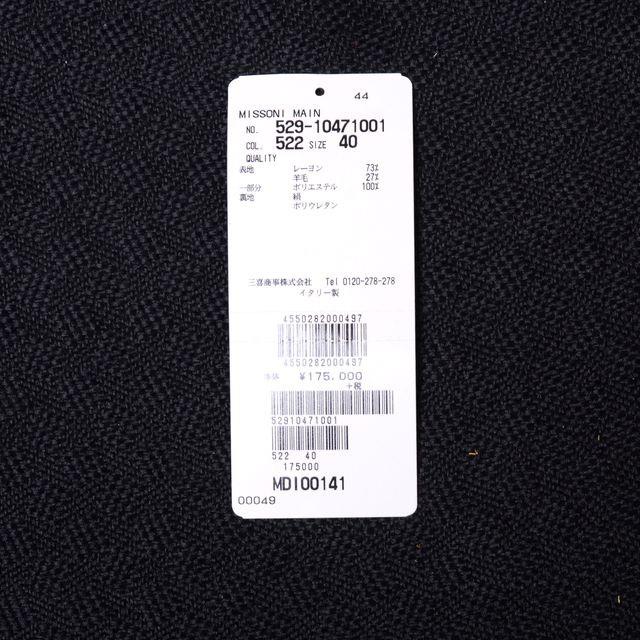 44
MISSONI MAIN
NO. 529-10471001
COL. 522 SIZE 40
QUALITY
表地 レーヨン 73%
羊毛 27%
一部分 ポリエステル 100%
裏地 絹
ポリウレタン
三喜商事株式会社 Tel 0120-278-278
イタリー製
4550282000497
4550282000497
本体 ¥175.000
+税
52910471001
522 40
175000
MDI00141
00049